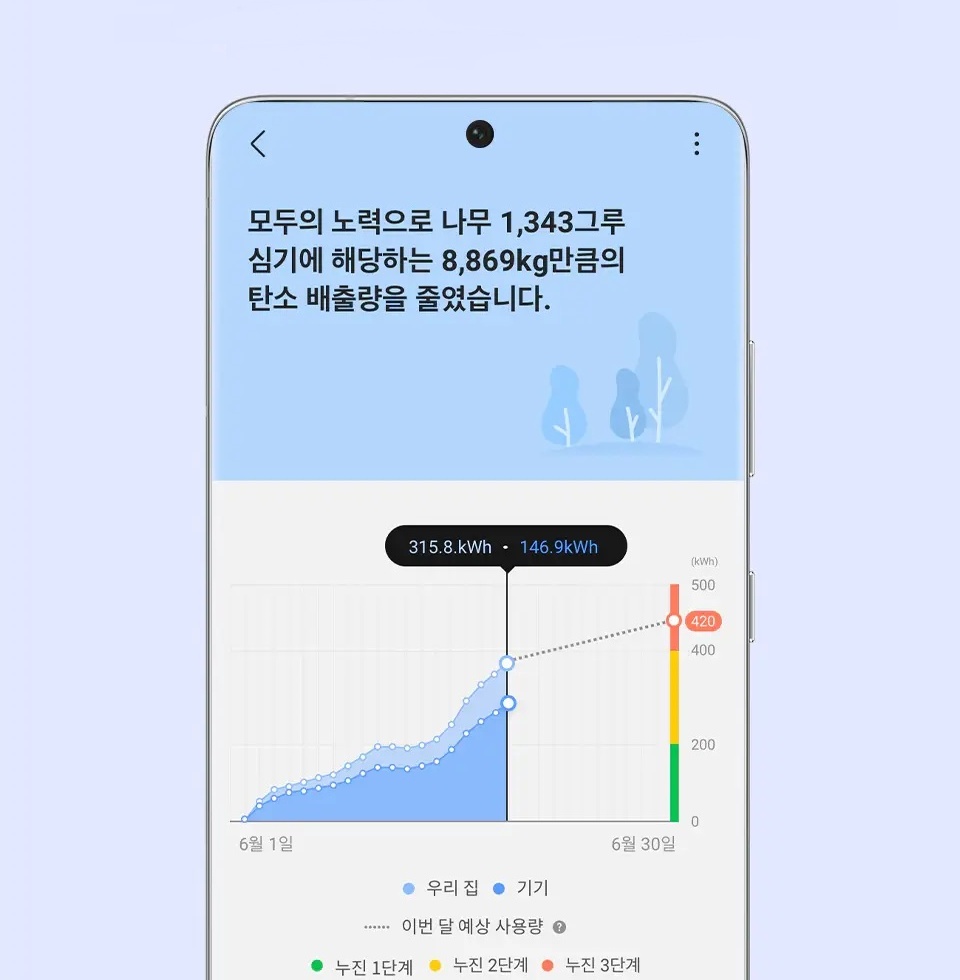 모두의 노력으로 나무 1,343그루
심기에 해당하는 8,869kg만큼의
탄소 배출량을 줄였습니다.
315.8.kWh • 146.9kWh
(kWh)
500
420
400
200
0
6월 1일 6월 30일
우리 집 기기
이번 달 예상 사용량 ?
누진 1단계 누진 2단계 누진 3단계